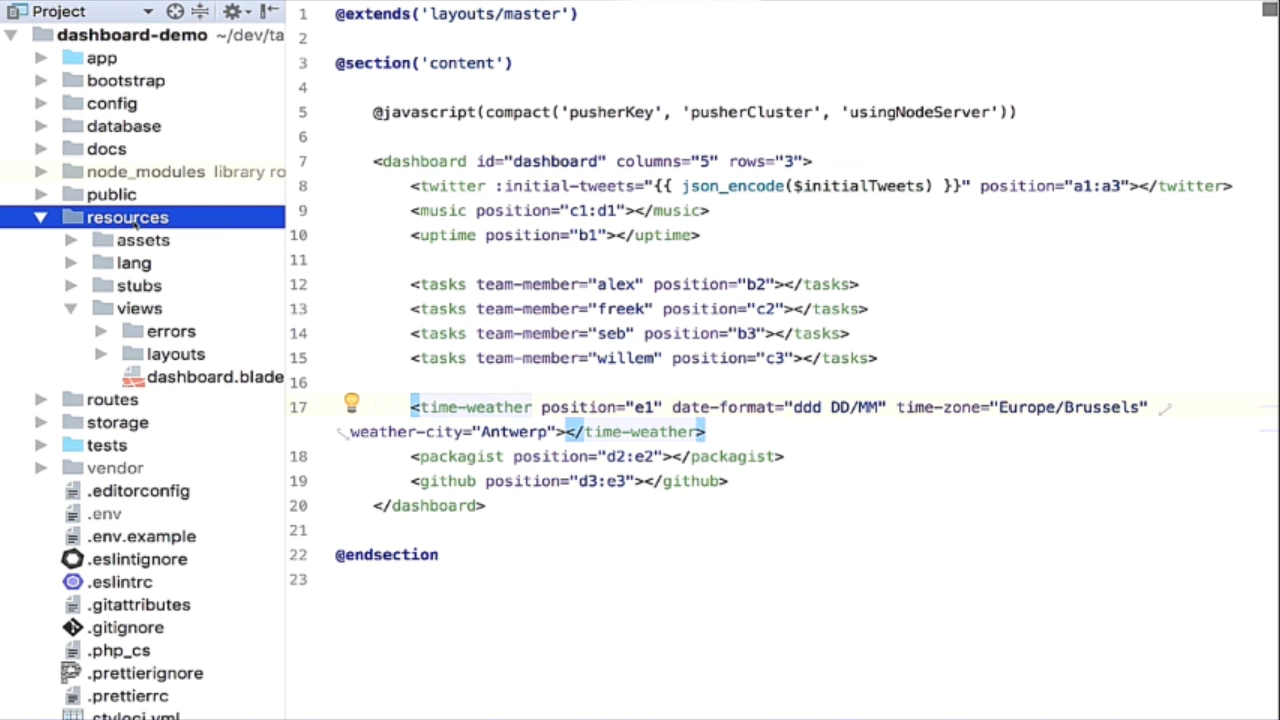 Project
dashboard-demo ~/dev/ta
app
bootstrap
config
database
docs
node_modules library ro
public
resources
assets
lang
stubs
views
errors
layouts
dashboard.blade
routes
storage
tests
vendor
.editorconfig
.env
.env.example
.eslintignore
.eslintrc
.gitattributes
.gitignore
.php_cs
.prettierignore
.prettierrc
.styleci.yml
1 @extends('layouts/master')
2
3 @section('content')
4
5 @javascript(compact('pusherKey', 'pusherCluster', 'usingNodeServer'))
6
7 <dashboard id="dashboard" columns="5" rows="3">
8 <twitter :initial-tweets="{{ json_encode($initialTweets) }}" position="a1:a3"></twitter>
9 <music position="c1:d1"></music>
10 <uptime position="b1"></uptime>
11
12 <tasks team-member="alex" position="b2"></tasks>
13 <tasks team-member="freek" position="c2"></tasks>
14 <tasks team-member="seb" position="b3"></tasks>
15 <tasks team-member="willem" position="c3"></tasks>
16
17 <time-weather position="e1" date-format="ddd DD/MM" time-zone="Europe/Brussels"
weather-city="Antwerp"></time-weather>
18 <packagist position="d2:e2"></packagist>
19 <github position="d3:e3"></github>
20 </dashboard>
21
22 @endsection
23